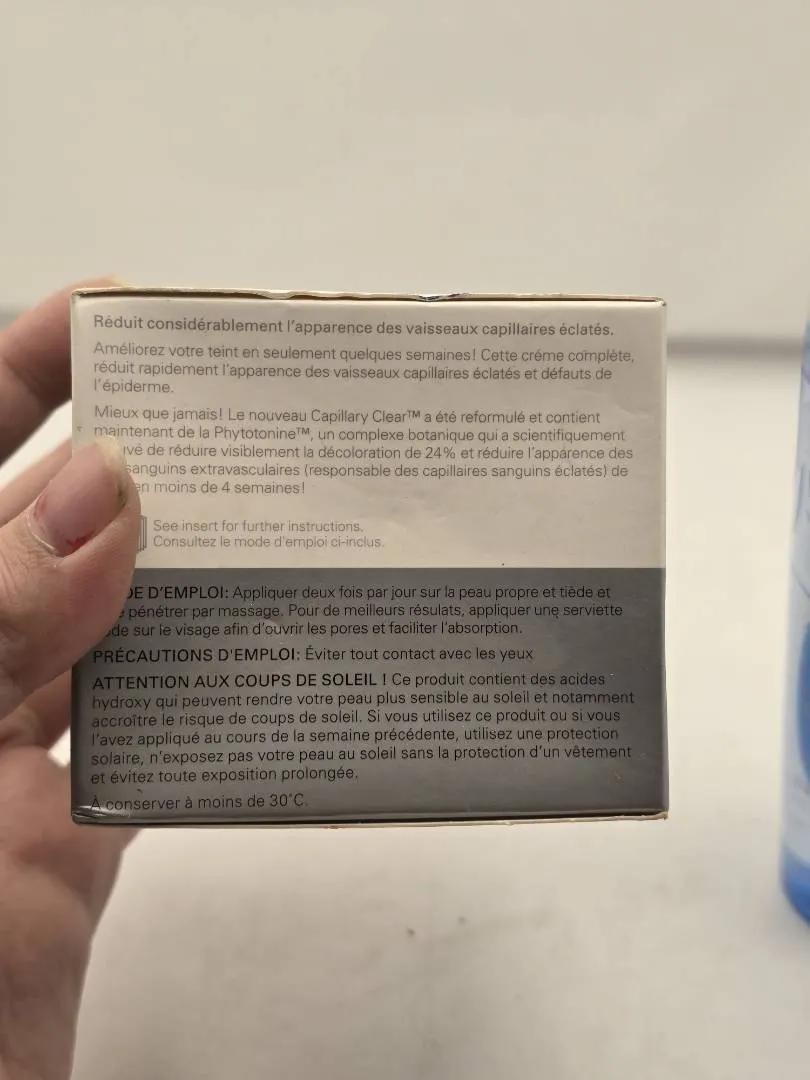 Réduit considérablement l'apparence des vaisseaux capillaires éclatés.
Améliorez votre teint en seulement quelques semaines! Cette créme complète,
réduit rapidement l'apparence des vaisseaux capillaires éclatés et défauts de
l'épiderme.
Mieux que jamais! Le nouveau Capillary Clear™ a été reformulé et contient
maintenant de la Phytotonine™, un complexe botanique qui a scientifiquement
de réduire visiblement la décoloration de 24% et réduire l'apparence des
sanguins extravasculaires (responsable des capillaires sanguins éclatés) de
en moins de 4 semaines!
See insert for further instructions.
Consultez le mode d'emploi ci-inclus.
D'EMPLOI: Appliquer deux fois par jour sur la peau propre et tiède et
pénétrer par massage. Pour de meilleurs résulats, appliquer une serviette
sur le visage afin d'ouvrir les pores et faciliter l'absorption.
PRÉCAUTIONS D'EMPLOI: Éviter tout contact avec les yeux
ATTENTION AUX COUPS DE SOLEIL ! Ce produit contient des acides
hydroxy qui peuvent rendre votre peau plus sensible au soleil et notamment
accroître le risque de coups de soleil. Si vous utilisez ce produit ou si vous
l'avez appliqué au cours de la semaine précédente, utilisez une protection
solaire, n'exposez pas votre peau au soleil sans la protection d'un vêtement
et évitez toute exposition prolongée.
À conserver à moins de 30°C.